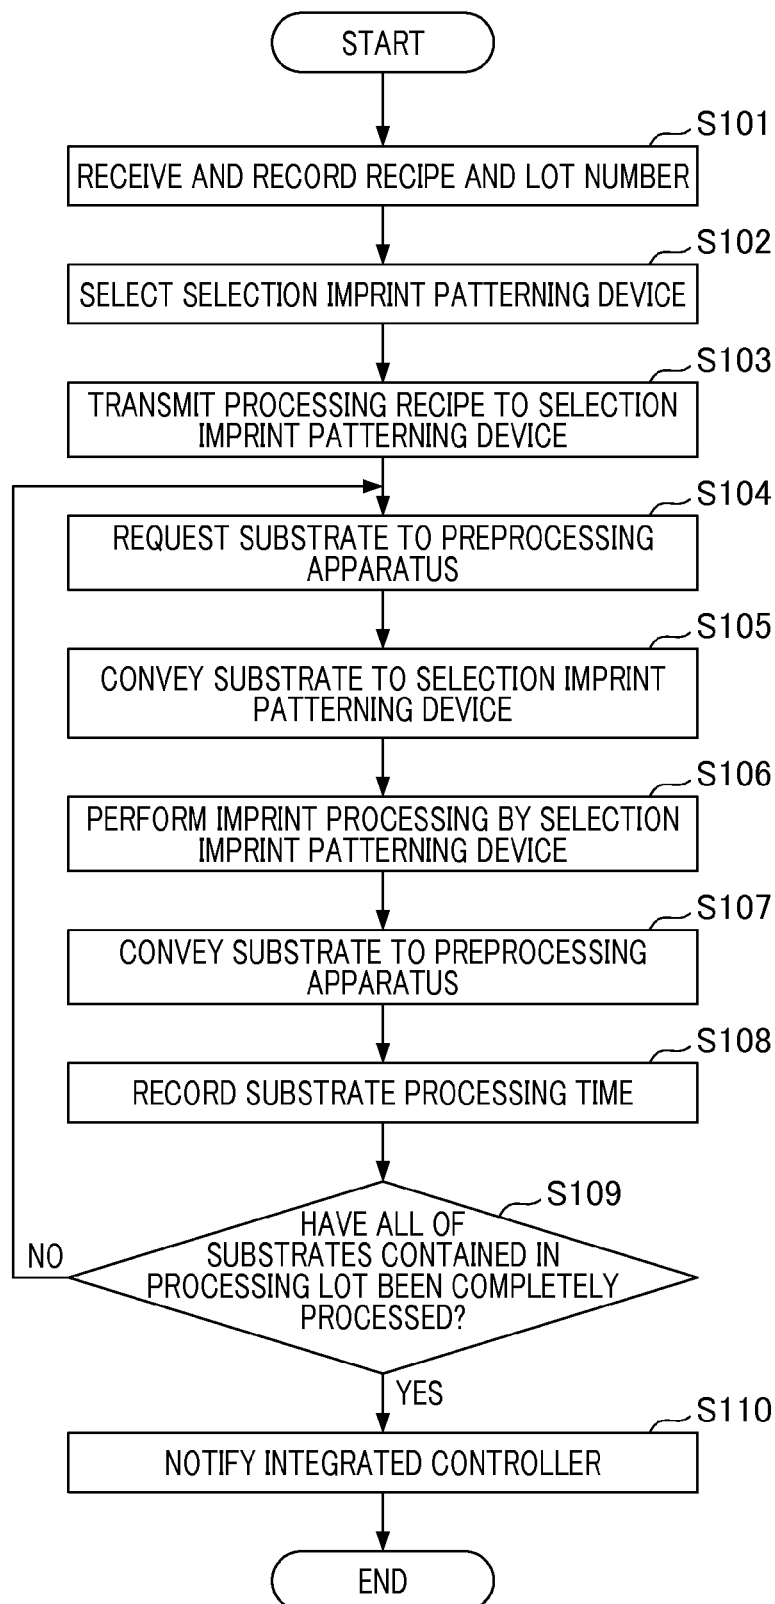 START
S101
RECEIVE AND RECORD RECIPE AND LOT NUMBER
S102
SELECT SELECTION IMPRINT PATTERNING DEVICE
S103
TRANSMIT PROCESSING RECIPE TO SELECTION
IMPRINT PATTERNING DEVICE
S104
REQUEST SUBSTRATE TO PREPROCESSING
APPARATUS
S105
CONVEY SUBSTRATE TO SELECTION IMPRINT
PATTERNING DEVICE
S106
PERFORM IMPRINT PROCESSING BY SELECTION
IMPRINT PATTERNING DEVICE
S107
CONVEY SUBSTRATE TO PREPROCESSING
APPARATUS
S108
RECORD SUBSTRATE PROCESSING TIME
S109
HAVE ALL OF
SUBSTRATES CONTAINED IN
PROCESSING LOT BEEN COMPLETELY
PROCESSED?
NO
YES
S110
NOTIFY INTEGRATED CONTROLLER
END